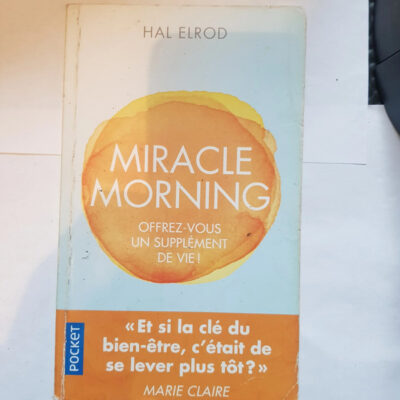 HAL ELROD
MIRACLE
MORNING
OFFREZ-VOUS
UN SUPPLÉMENT
DE VIE !
POCKET
« Et si la clé du
bien-être, c'était de
se lever plus tôt ? »
MARIE CLAIRE